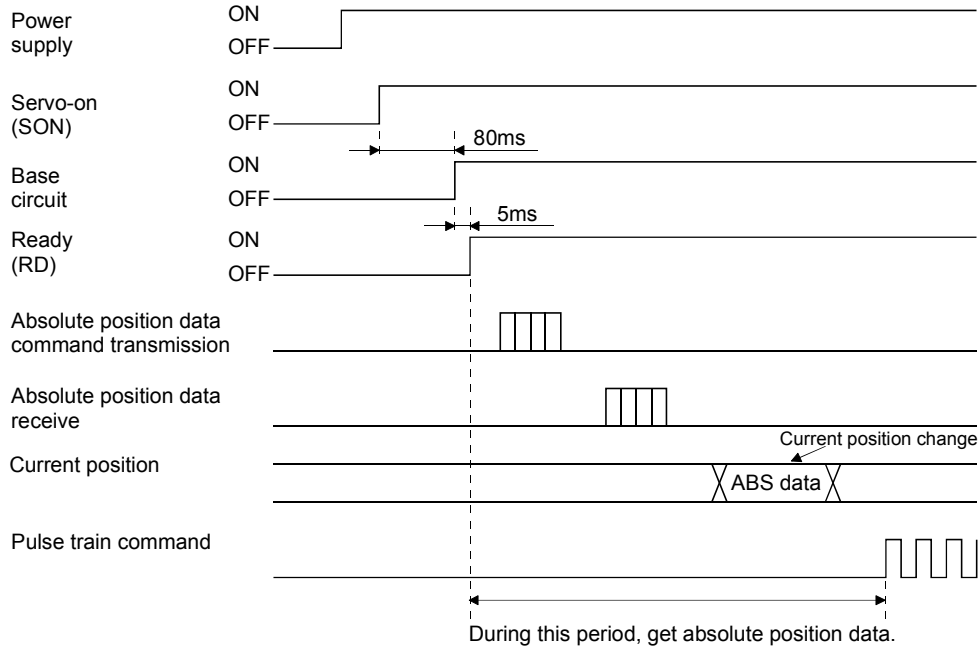 Power
supply
ON
OFF
Servo-on
(SON)
ON
OFF
80ms
Base
circuit
ON
OFF
5ms
Ready
(RD)
ON
OFF
Absolute position data
command transmission
Absolute position data
receive
Current position change
Current position
ABS data
Pulse train command
During this period, get absolute position data.